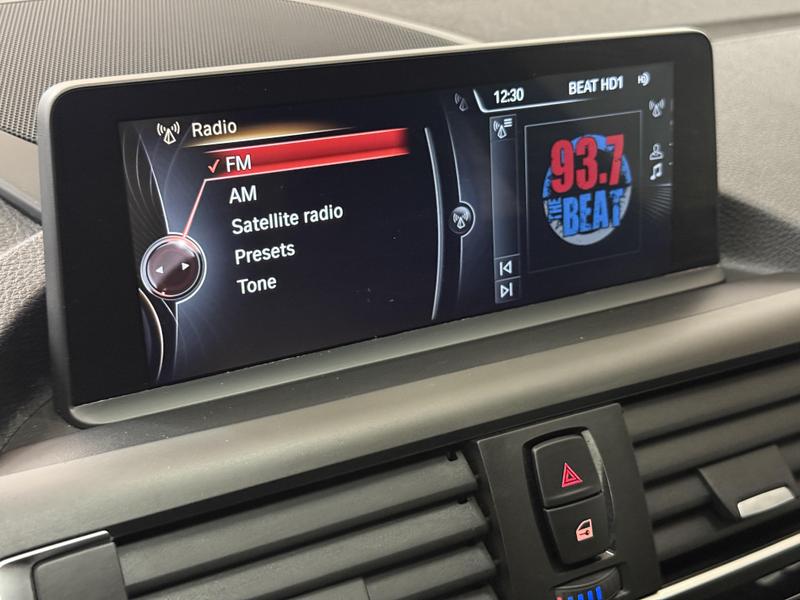 Radio
FM
AM
Satellite radio
Presets
Tone
12:30
BEAT HD1
93.7
THE
BEAT